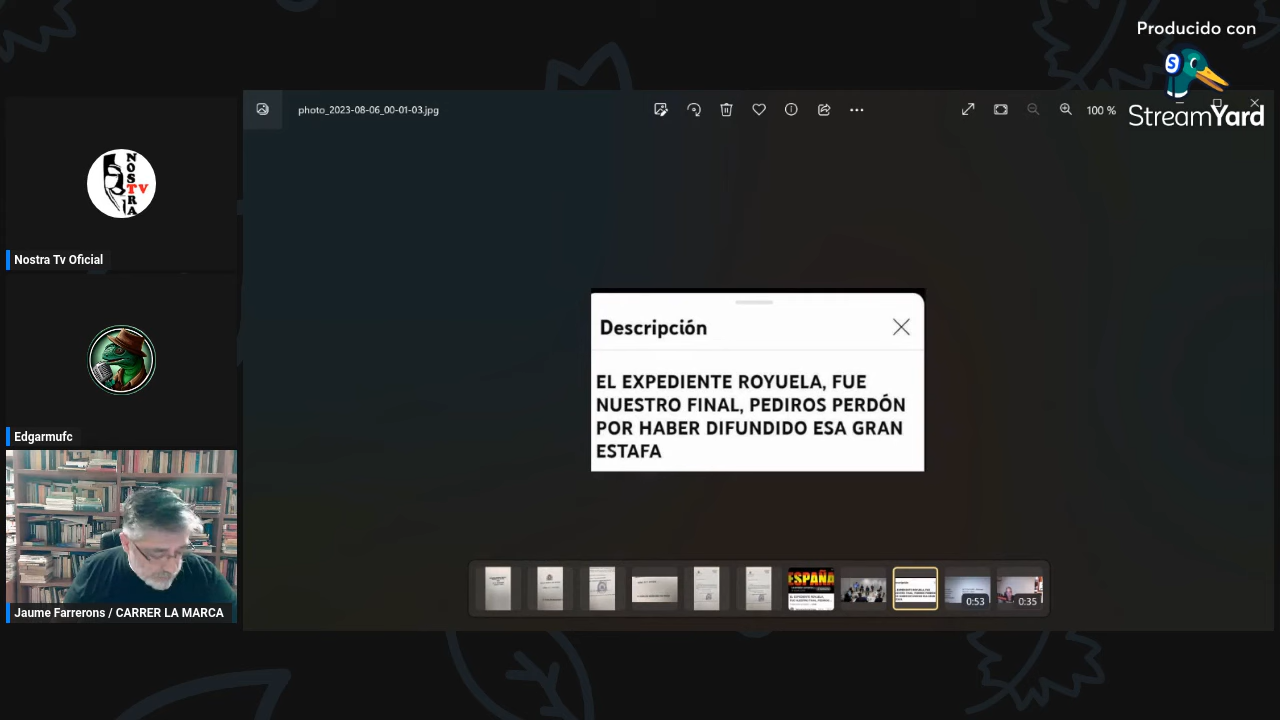 Producido con
StreamYard
photo_2023-08-06_00-01-03.jpg
100 %
NOSTRA
TV
Nostra Tv Oficial
Edgarmufc
Jaume Farrerons / CARRER LA MARCA
Descripción
EL EXPEDIENTE ROYUELA, FUE
NUESTRO FINAL, PEDIROS PERDÓN
POR HABER DIFUNDIDO ESA GRAN
ESTAFA
ESPAÑA
0:53
0:35